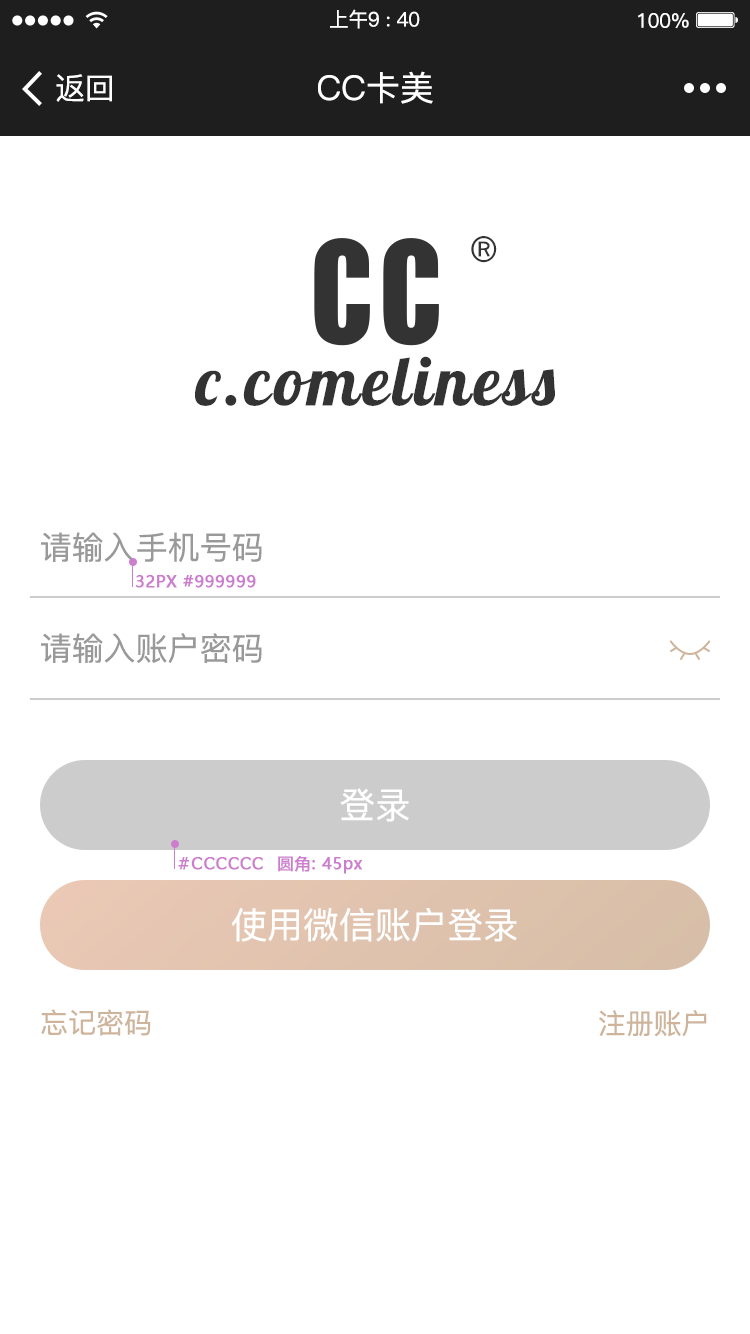 上午9 : 40
100%
返回
CC卡美
CC ®
c.comeliness
请输入手机号码
32PX #999999
请输入账户密码
登录
#CCCCCC 圆角: 45px
使用微信账户登录
忘记密码
注册账户